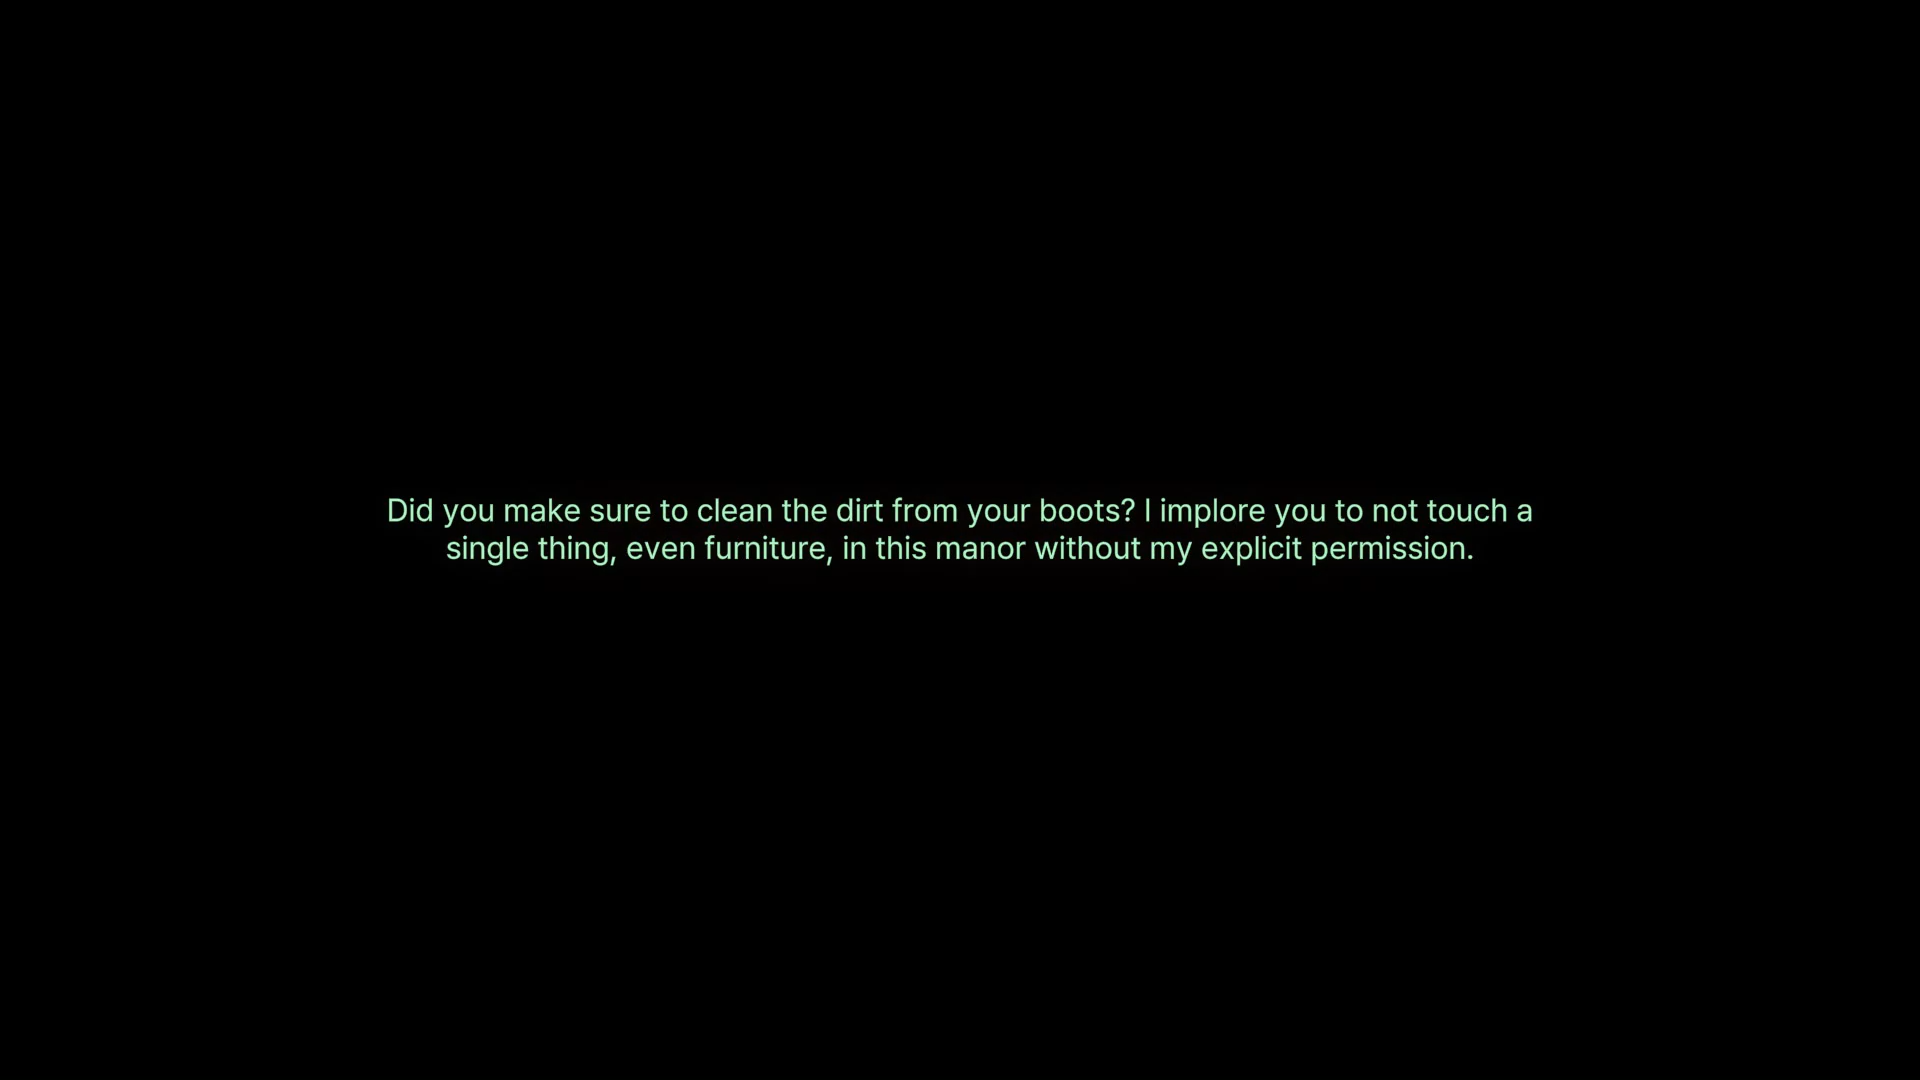 Did you make sure to clean the dirt from your boots? I implore you to not touch a
single thing, even furniture, in this manor without my explicit permission.